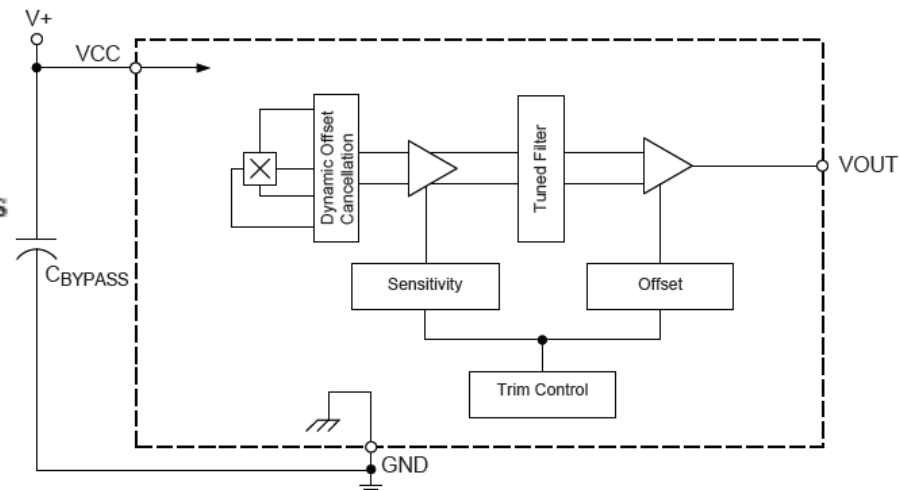 V+
VCC
Dynamic Offset
Cancellation
Tuned Filter
VOUT
CBYPASS
Sensitivity
Offset
Trim Control
GND